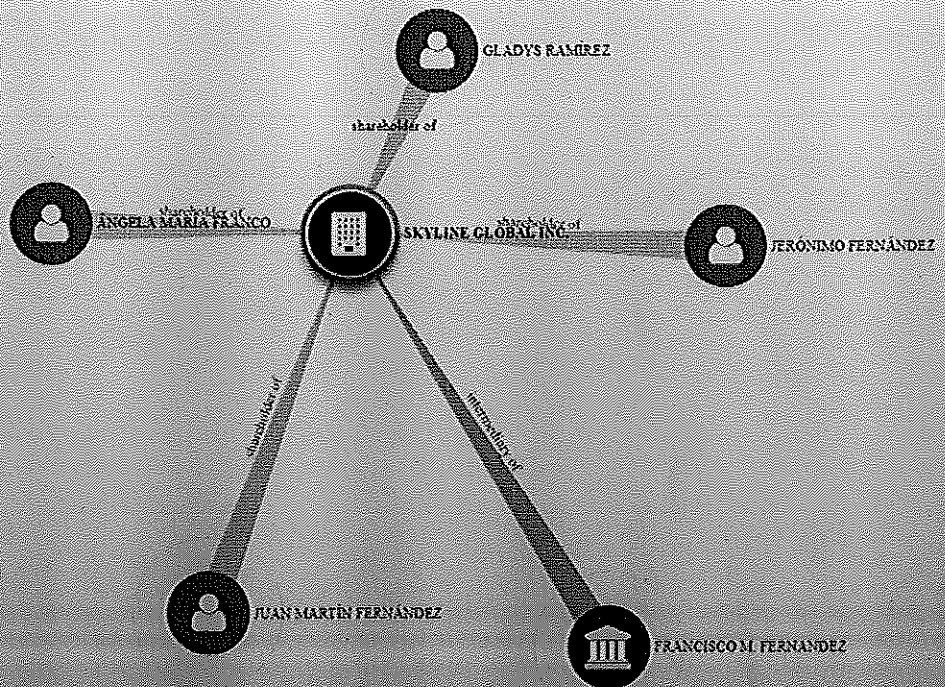 GLADYS RAMÍREZ
shareholder of
shareholder of
ÁNGELA MARÍA FRANCO
SKYLINE GLOBAL INC.
shareholder of
JERÓNIMO FERNÁNDEZ
shareholder of
intermediary of
JUAN MARTÍN FERNÁNDEZ
FRANCISCO M. FERNANDEZ